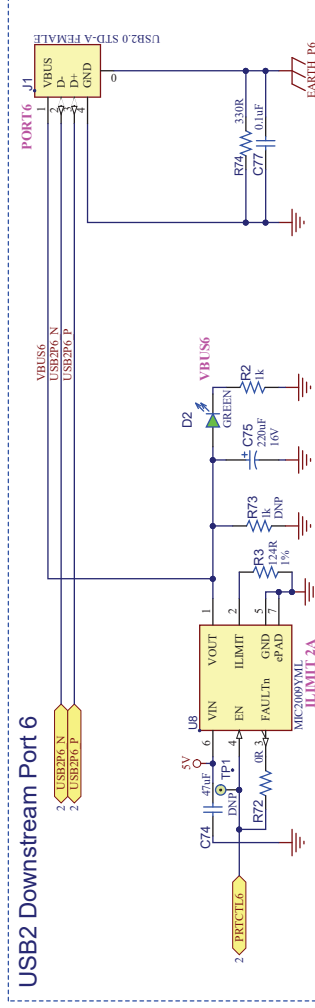 USB2 Downstream Port 6
2 USB2P6_N
2 USB2P6_P
VBUS6
USB2P6_N
USB2P6_P
PORT6
J1
1 VBUS
2 D-
3 D+
4 GND
0
USB2.0 STD-A FEMALE
R74
330R
C77
0.1uF
EARTH_P6
2 PRTCTL6
C74
47uF
5V
TP1
DNP
R72
0R
U8
6 VIN
4 EN
3 FAULTn
VOUT 1
ILIMIT 2
GND 5
ePAD 7
MIC2009YML
ILIMIT 2A
R3
124R
1%
R73
1k
DNP
C75
220uF
16V
+
D2
GREEN
VBUS6
R2
1k